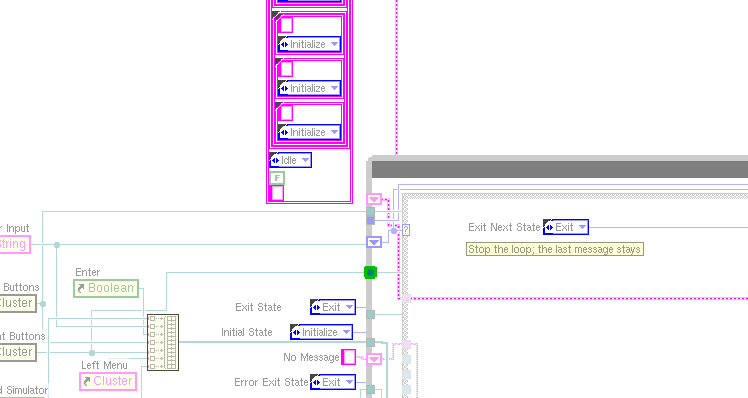 Initialize
Initialize
Initialize
Idle
F
Input
String
Exit Next State Exit
Stop the loop; the last message stays
Enter
Boolean
Buttons
Cluster
Exit State Exit
Initial State Initialize
Buttons
Cluster
No Message
Left Menu
Cluster
Error Exit State Exit
Simulator